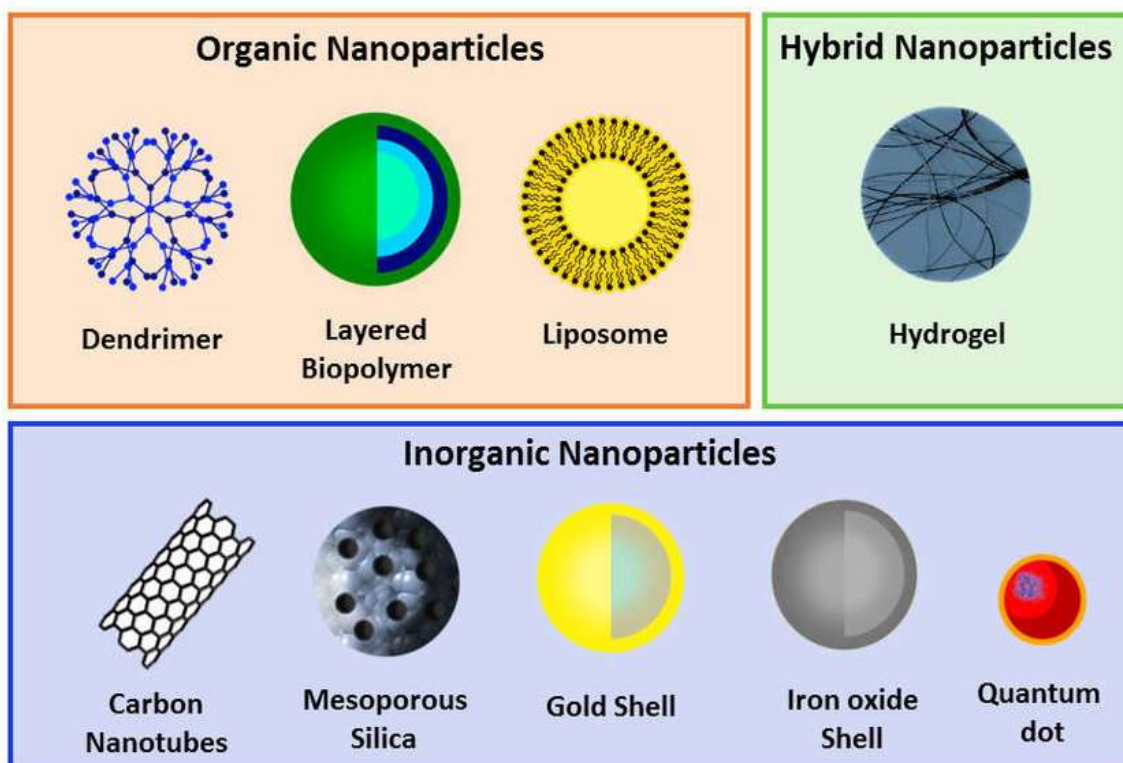 Organic Nanoparticles
Dendrimer
Layered
Biopolymer
Liposome
Hybrid Nanoparticles
Hydrogel
Inorganic Nanoparticles
Carbon
Nanotubes
Mesoporous
Silica
Gold Shell
Iron oxide
Shell
Quantum
dot